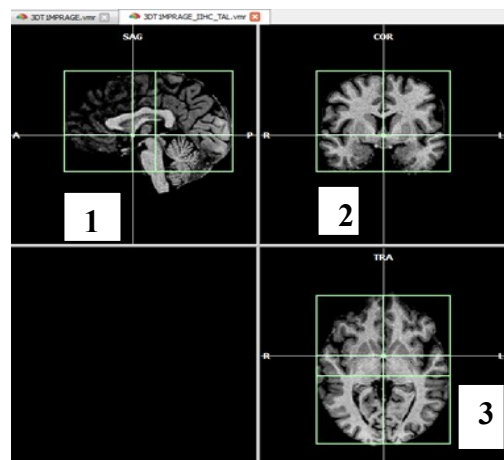 3DT1MPRAGE.vmr 3DT1MPRAGE_IIHC_TAL.vmr
SAG
A P
1
COR
R L
2
TRA
R L
3